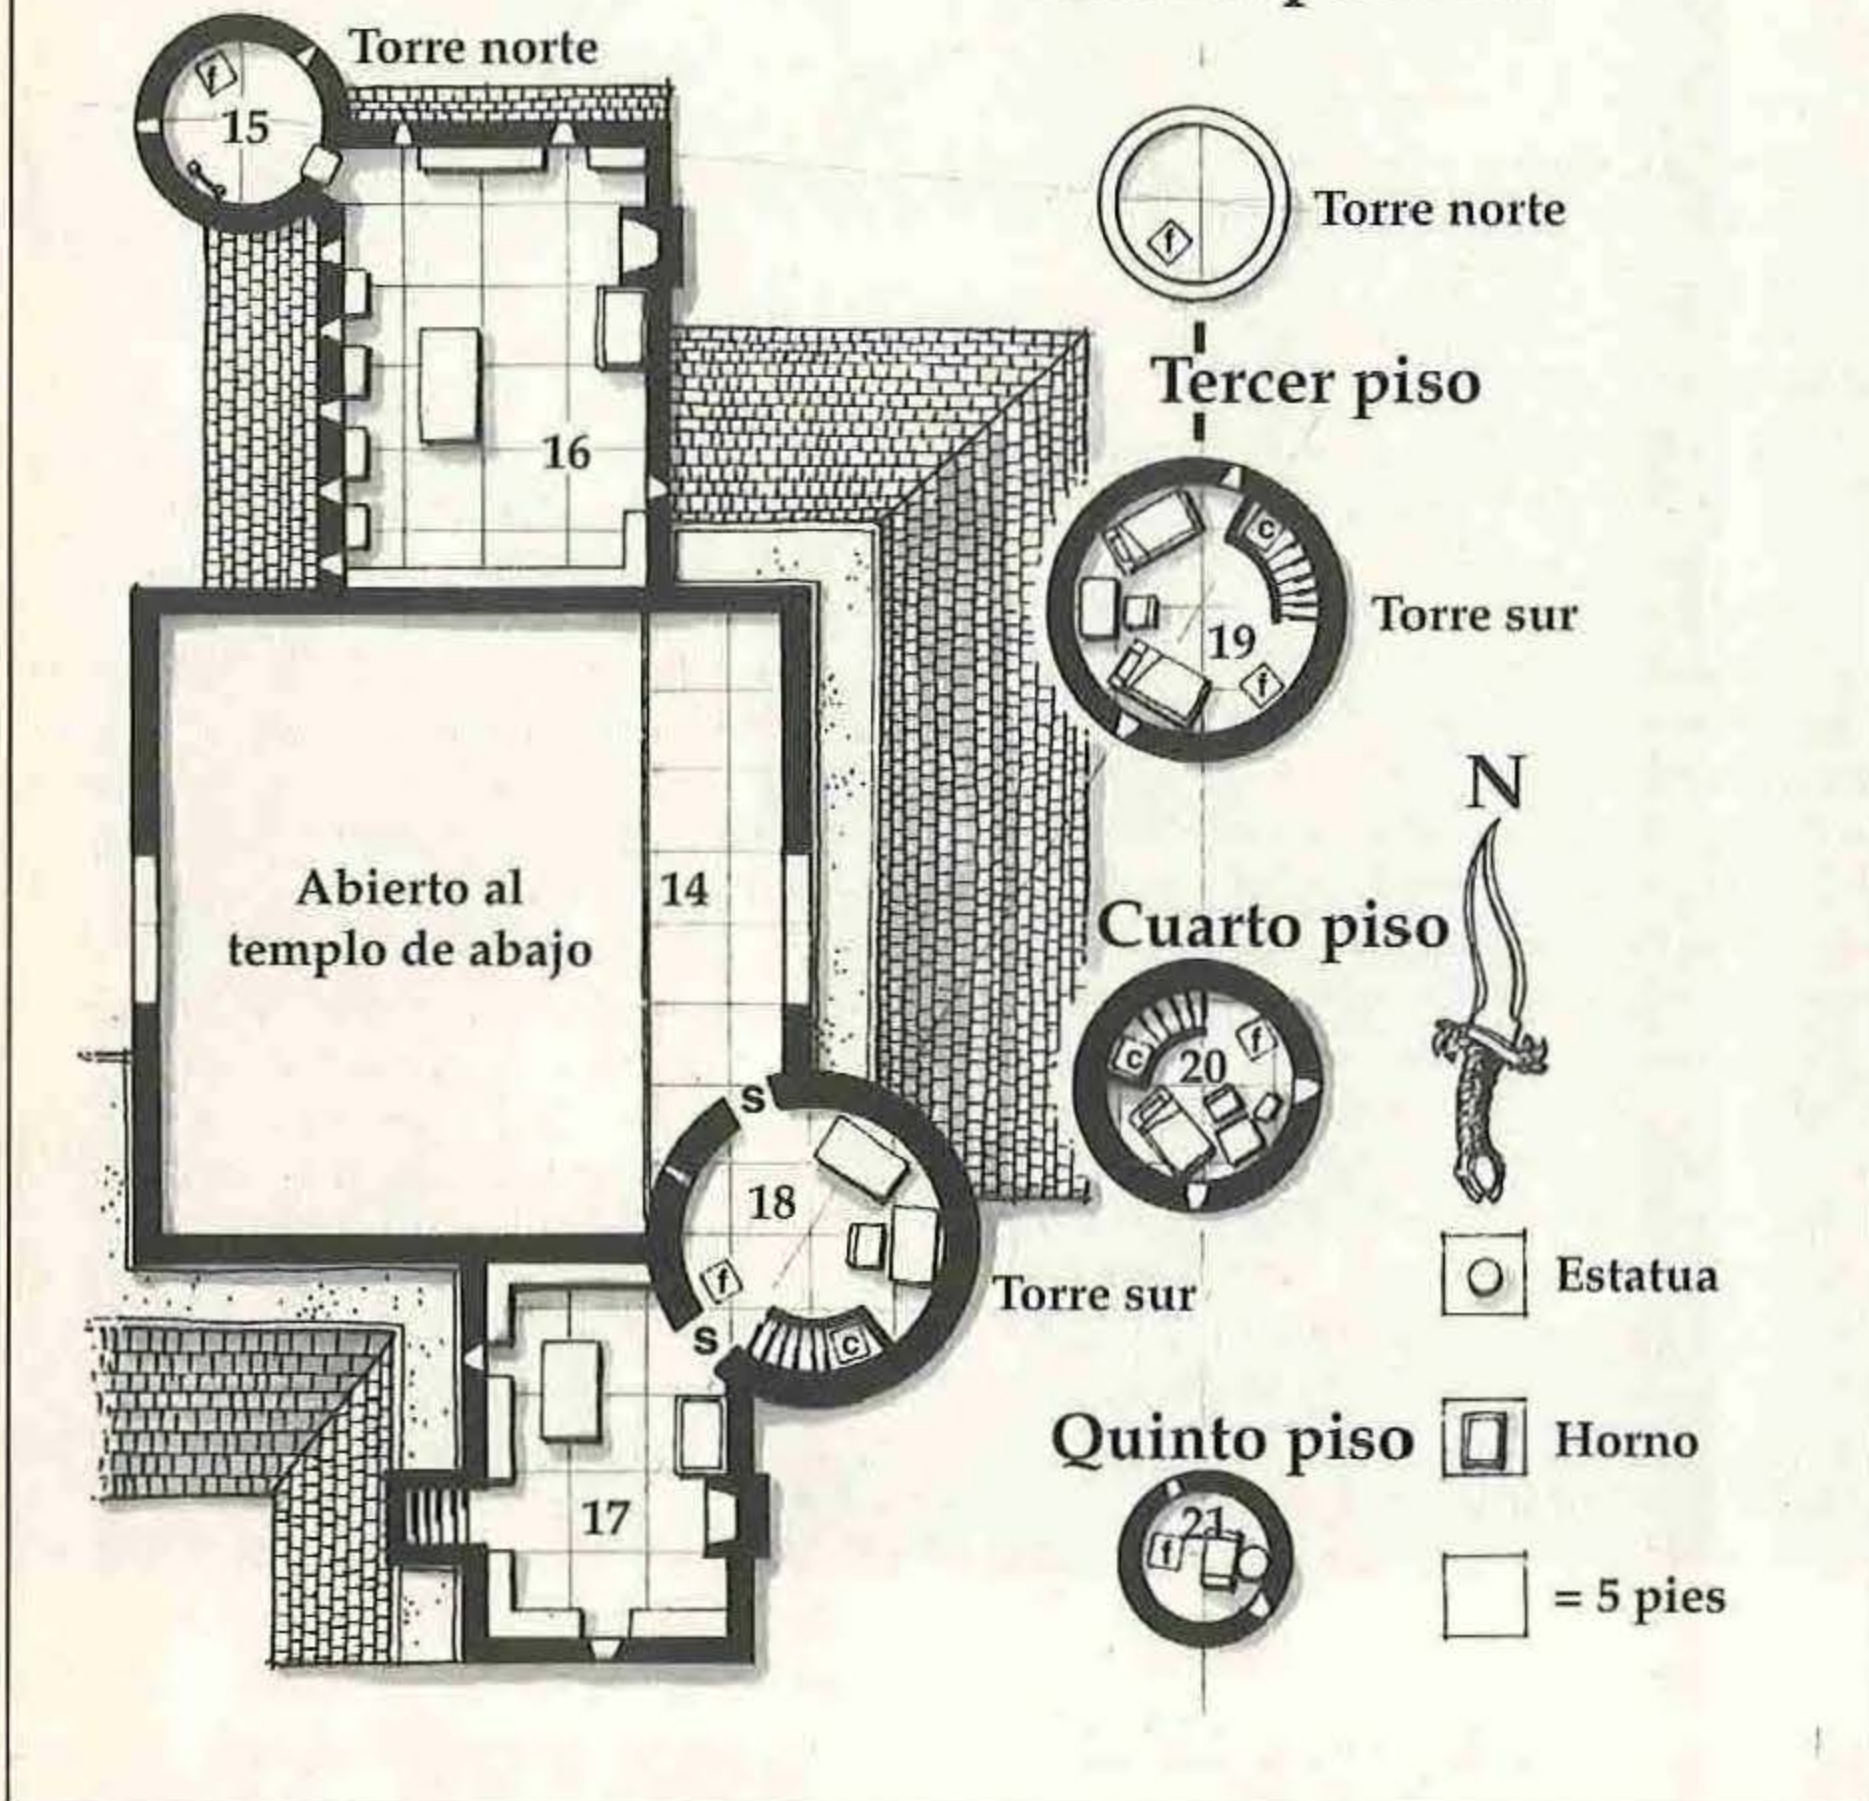 Torre norte
f
15
16
Torre norte
f
Tercer piso
c
19
f
Torre sur
N
Abierto al
templo de abajo
14
Cuarto piso
f
c
20
S
18
f
S
c
Torre sur
Estatua
Quinto piso
Horno
17
21
f
= 5 pies